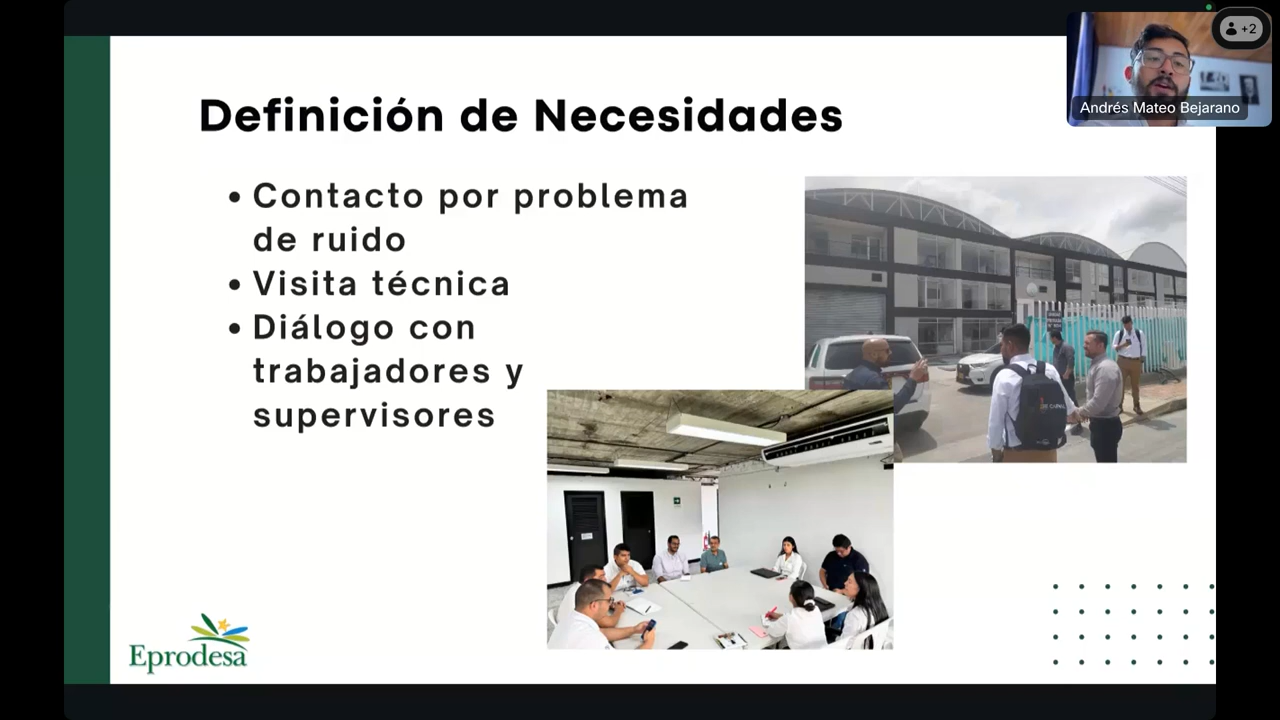 +2
Andrés Mateo Bejarano
Definición de Necesidades
• Contacto por problema
de ruido
• Visita técnica
• Diálogo con
trabajadores y
supervisores
Eprodesa